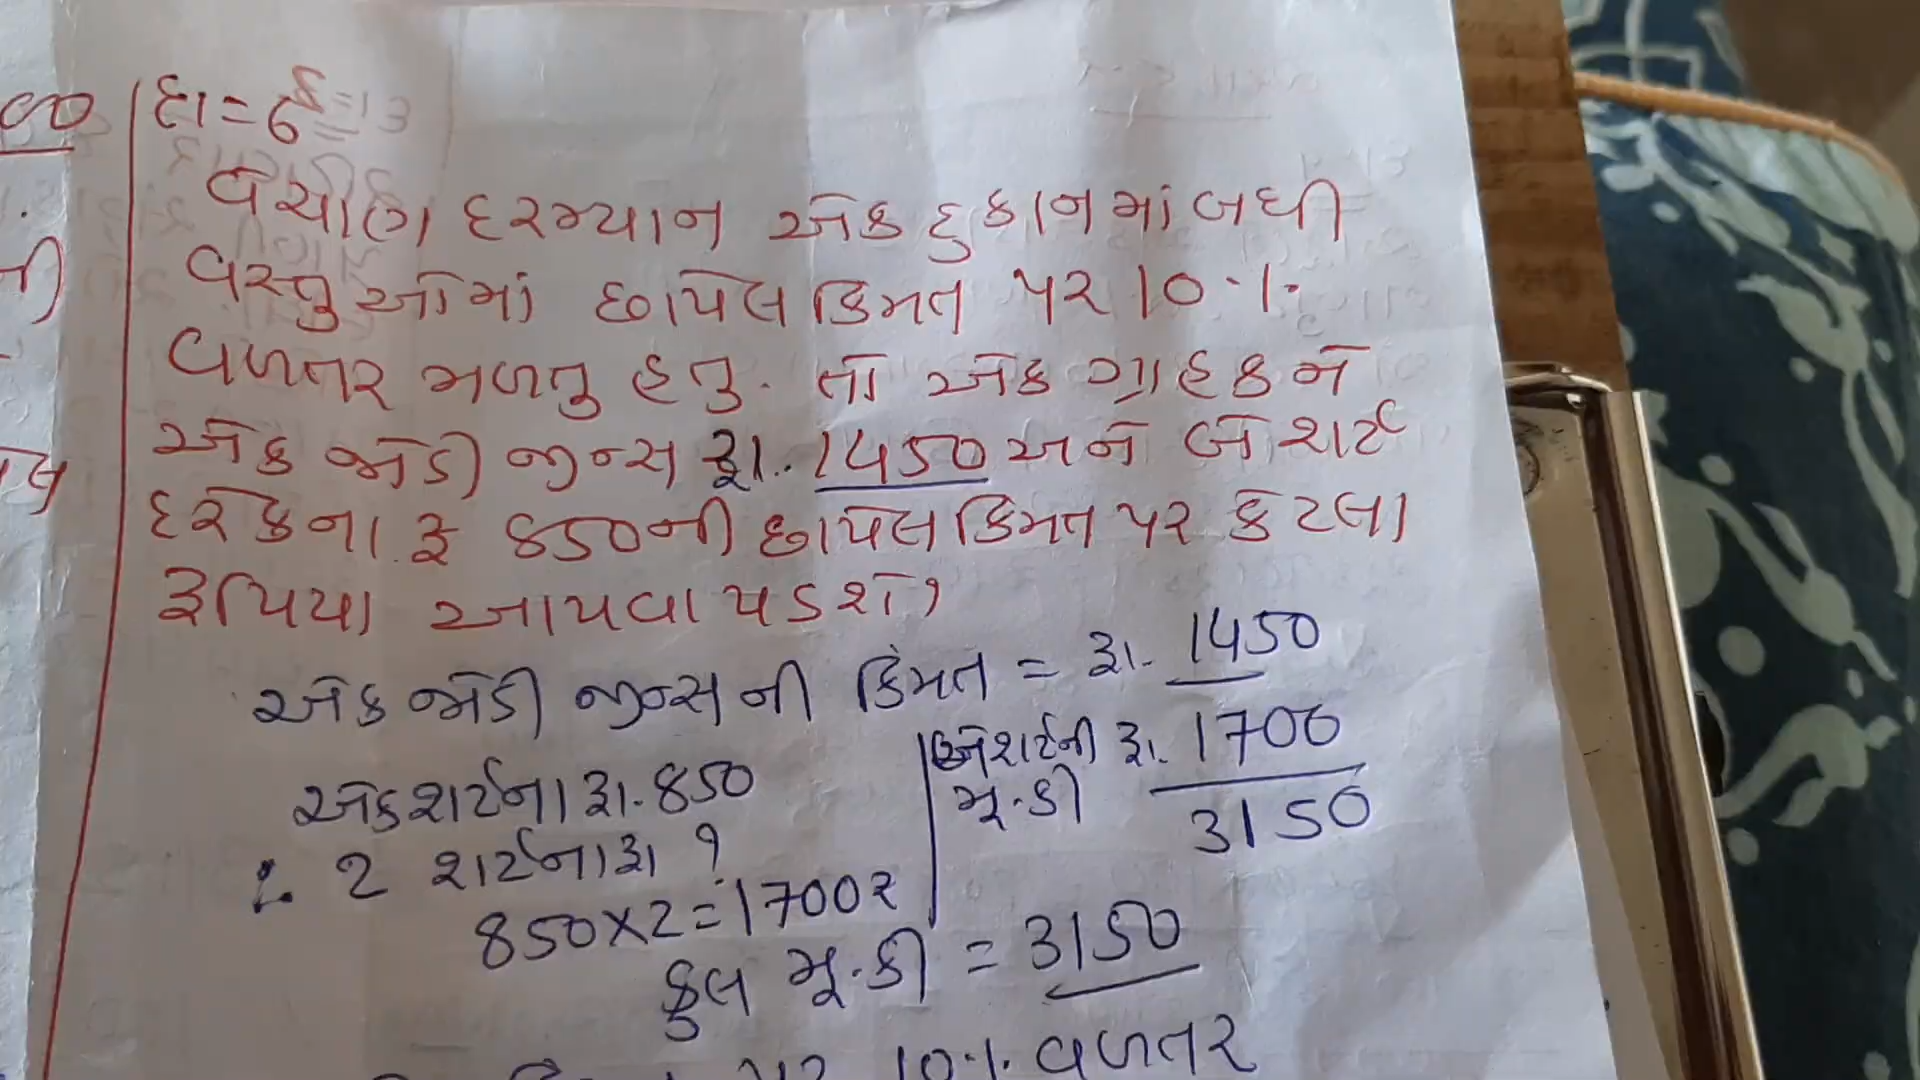 દા=6
વેચાણ દરમ્યાન એક દુકાનમાં બધી
વસ્તુઓમાં છાપેલ કિંમત પર 10%
વળતર મળતુ હતુ. તો એક ગ્રાહકને
એક જોડી જીન્સ રૂા. 1450 અને બે શર્ટ
દરેકના રૂ 850ની છાપેલ કિંમત પર કેટલા
રૂપિયા આપવા પડશે?
એક જોડી જીન્સની કિંમત = રૂા. 1450
એક શર્ટના રૂા. 850
∴ 2 શર્ટના રૂા ?
850×2=1700ર
બે શર્ટની રૂા. 1700
મૂ.કી
3150
કુલ મૂ.કી = 3150
પર 10% વળતર